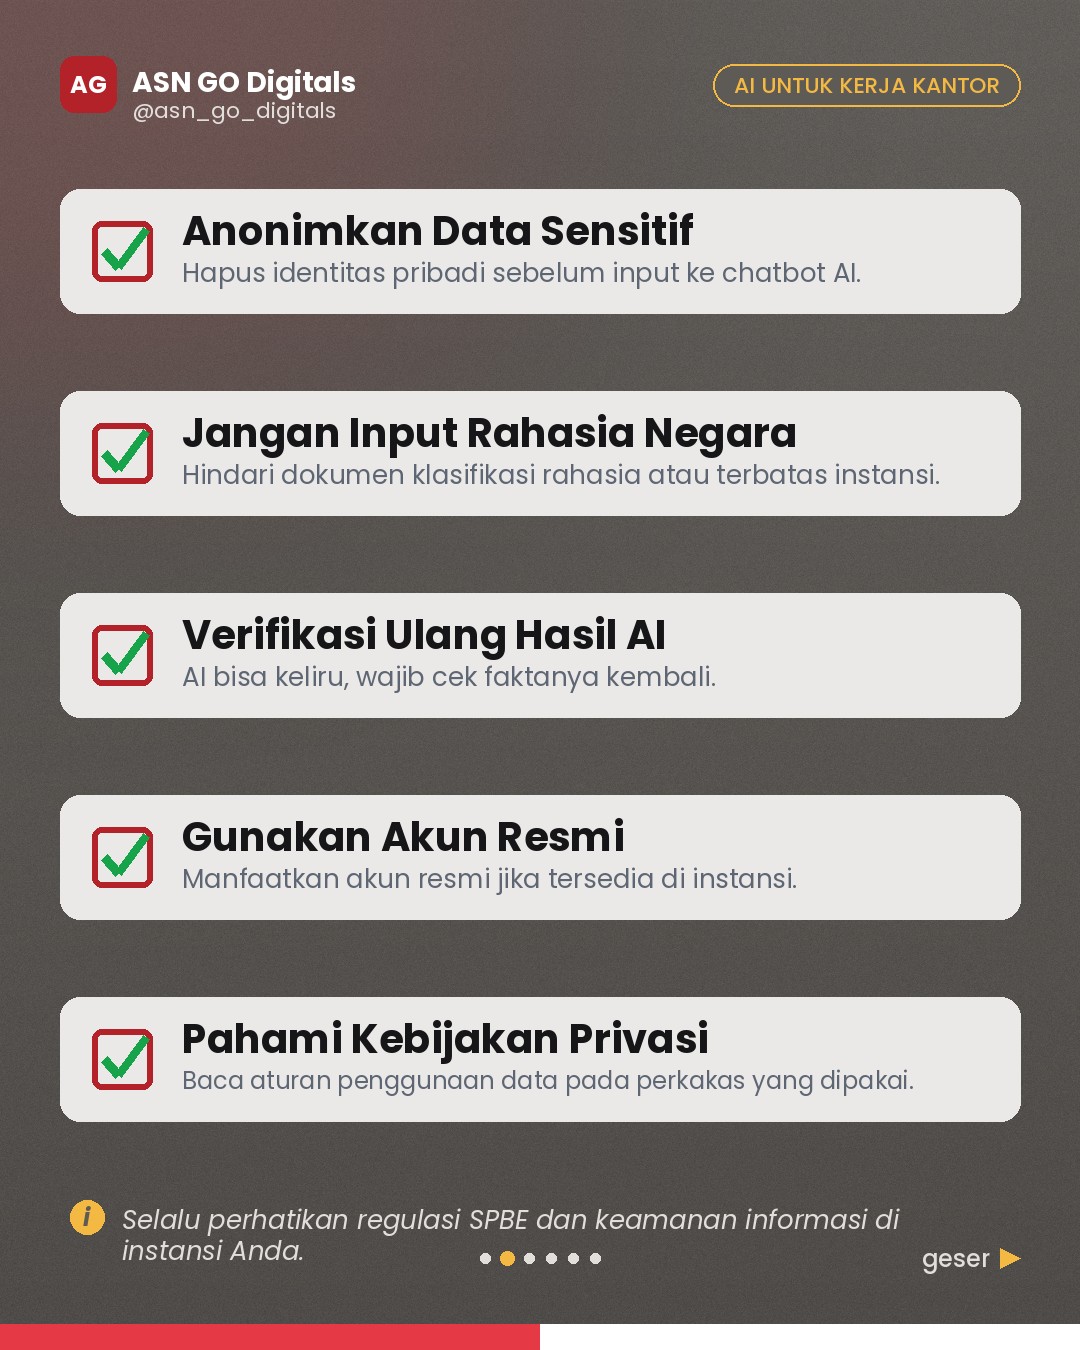 AG
ASN GO Digitals
@asn_go_digitals
AI UNTUK KERJA KANTOR
Anonimkan Data Sensitif
Hapus identitas pribadi sebelum input ke chatbot AI.
Jangan Input Rahasia Negara
Hindari dokumen klasifikasi rahasia atau terbatas instansi.
Verifikasi Ulang Hasil AI
AI bisa keliru, wajib cek faktanya kembali.
Gunakan Akun Resmi
Manfaatkan akun resmi jika tersedia di instansi.
Pahami Kebijakan Privasi
Baca aturan penggunaan data pada perkakas yang dipakai.
i
Selalu perhatikan regulasi SPBE dan keamanan informasi di
instansi Anda.
geser